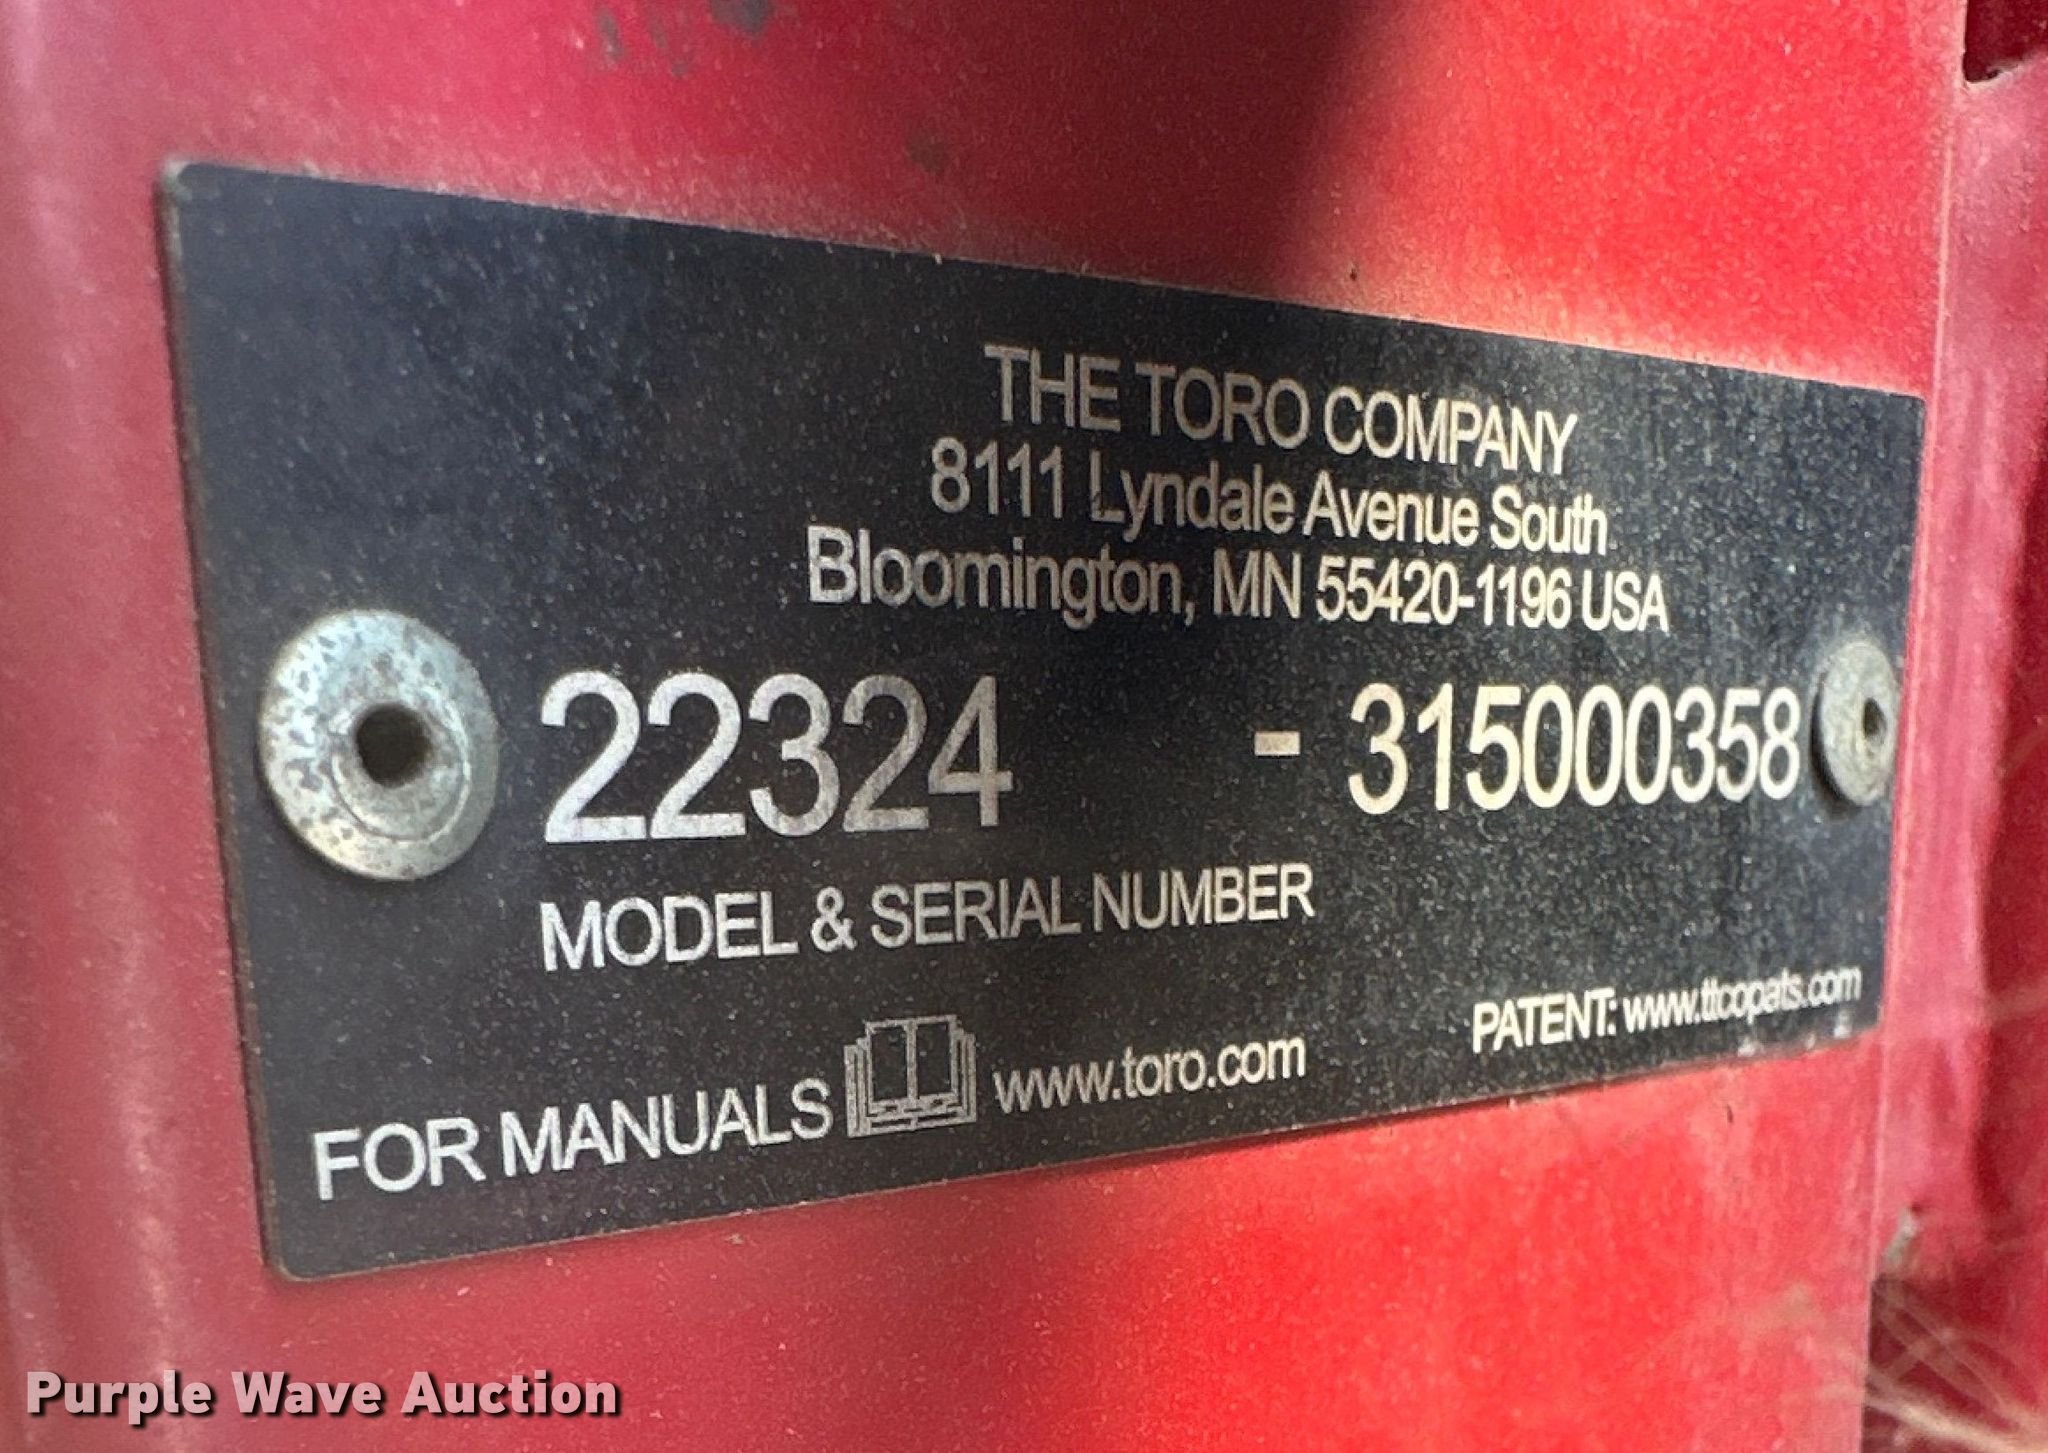 THE TORO COMPANY
8111 Lyndale Avenue South
Bloomington, MN 55420-1196 USA
22324 - 315000358
MODEL & SERIAL NUMBER
PATENT: www.ttcopats.com
FOR MANUALS www.toro.com
Purple Wave Auction